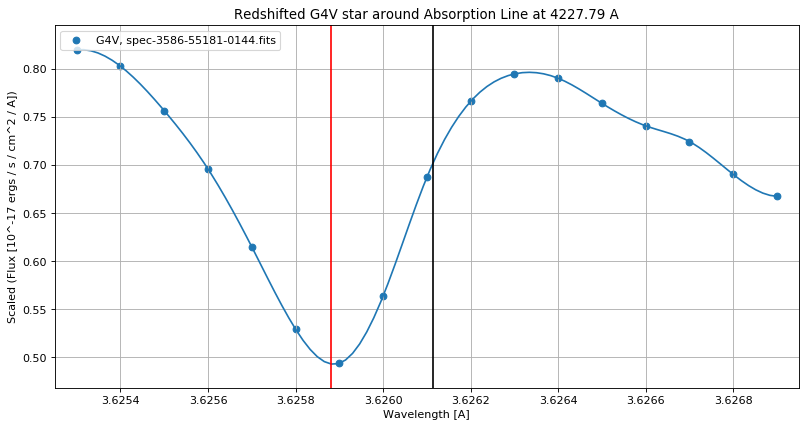 Redshifted G4V star around Absorption Line at 4227.79 A
G4V, spec-3586-55181-0144.fits
Scaled (Flux [10^-17 ergs / s / cm^2 / A])
0.80
0.75
0.70
0.65
0.60
0.55
0.50
3.6254 3.6256 3.6258 3.6260 3.6262 3.6264 3.6266 3.6268
Wavelength [A]